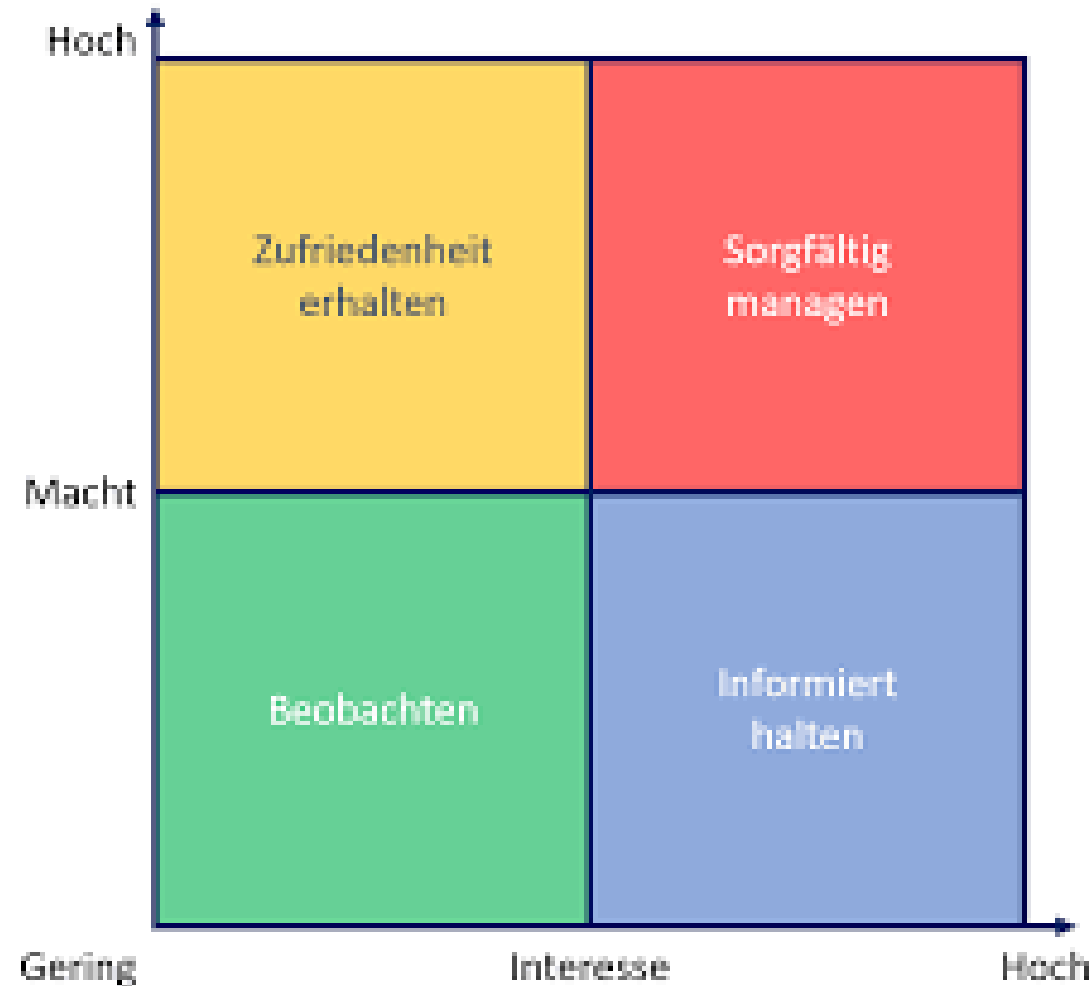 Hoch
Zufriedenheit
erhalten
Sorgfältig
managen
Macht
Beobachten
Informiert
halten
Gering
Interesse
Hoch